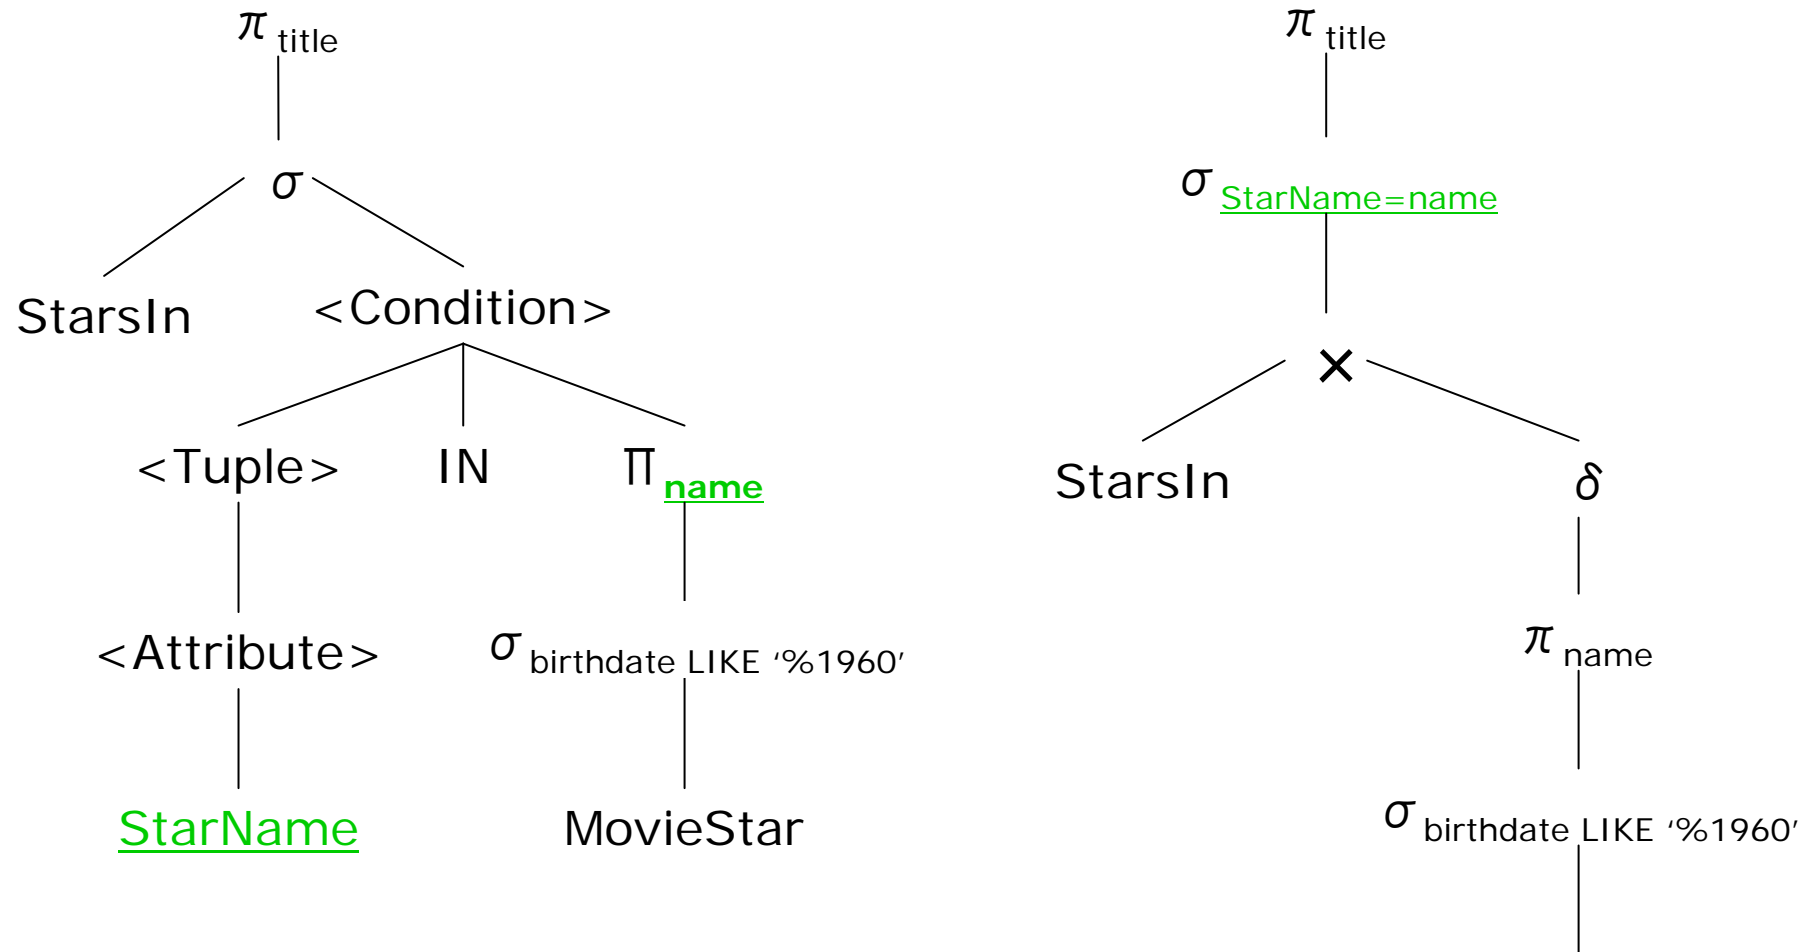 π title
σ
StarsIn
<Condition>
<Tuple>
IN
Π name
<Attribute>
σ birthdate LIKE ‘%1960’
StarName
MovieStar
π title
σ StarName=name
×
StarsIn
δ
π name
σ birthdate LIKE ‘%1960’